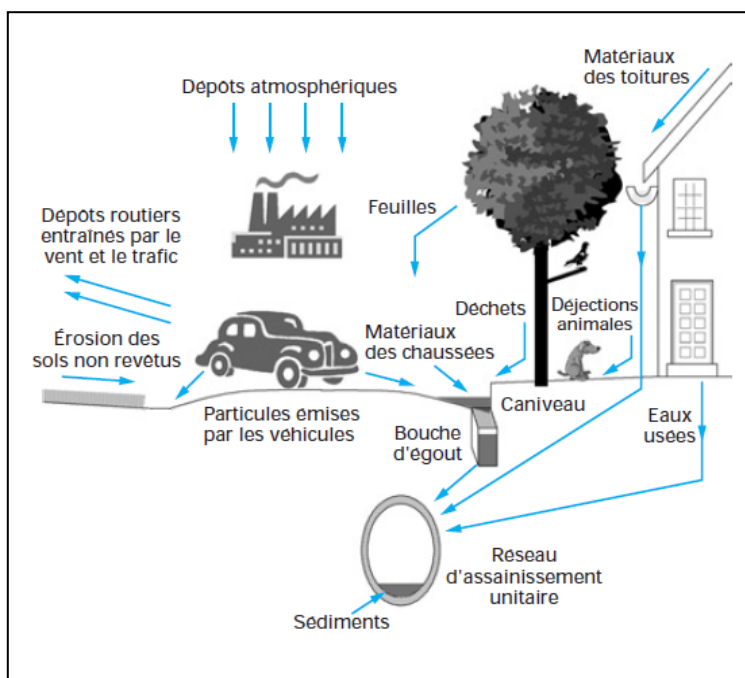 Matériaux
des toitures
Dépôts atmosphériques
Feuilles
Dépôts routiers
entraînés par le
vent et le trafic
Déchets
Déjections
animales
Érosion des
sols non revêtus
Matériaux
des chaussées
Particules émises
par les véhicules
Caniveau
Bouche
d'égout
Eaux
usées
Réseau
d'assainissement
unitaire
Sédiments